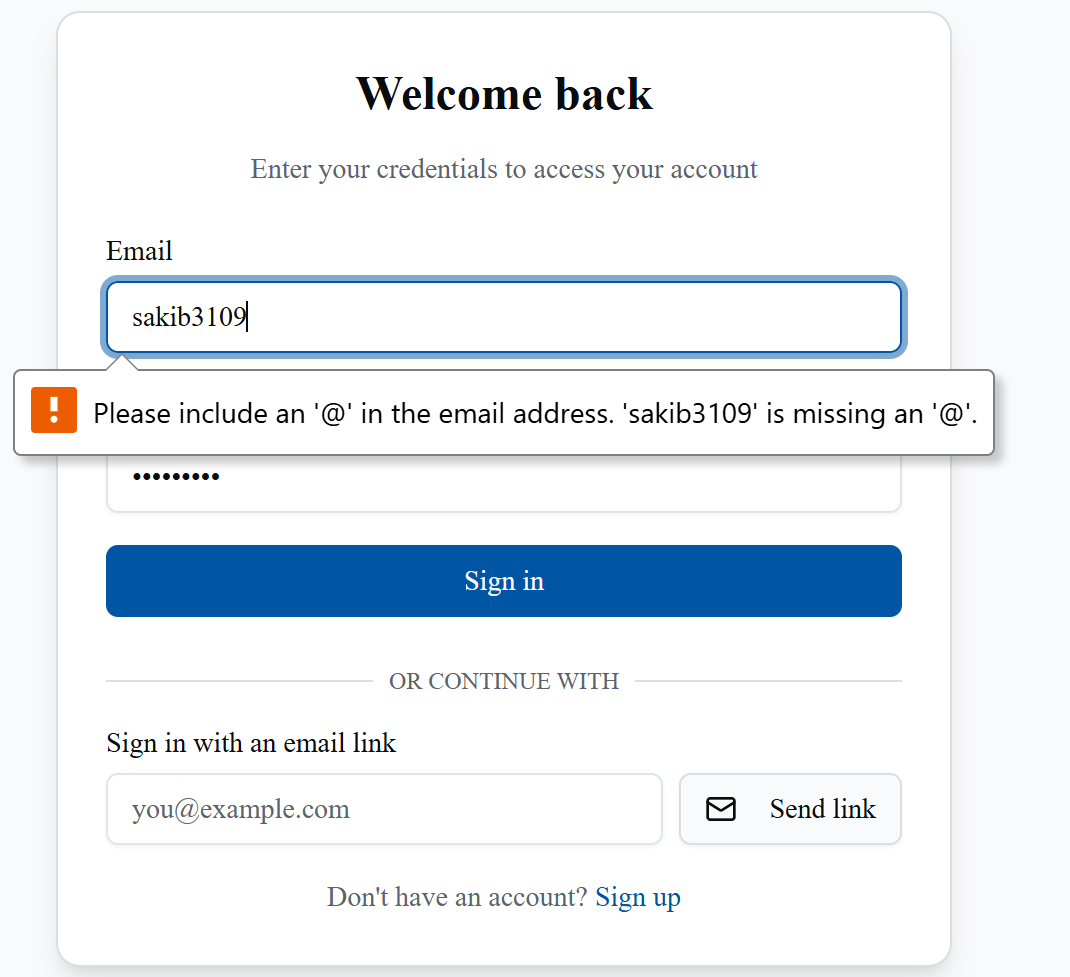 Welcome back
Enter your credentials to access your account
Email
sakib3109
Please include an '@' in the email address. 'sakib3109' is missing an '@'.
•••••••••
Sign in
OR CONTINUE WITH
Sign in with an email link
you@example.com
Send link
Don't have an account? Sign up